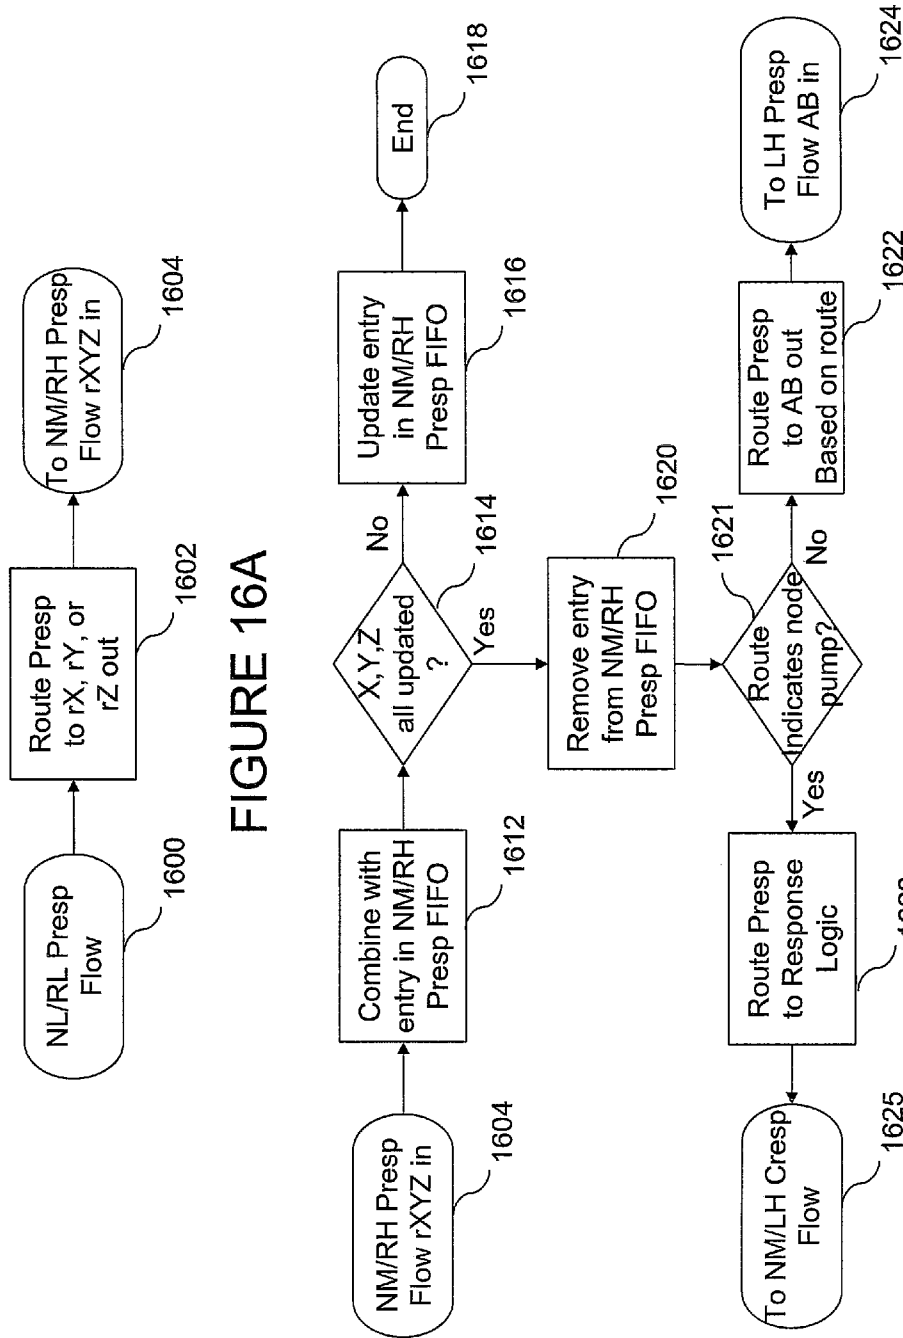 NL/RL Presp
Flow
1600
Route Presp
to rX, rY, or
rZ out
1602
To NM/RH Presp
Flow rXYZ in
1604
FIGURE 16A
NM/RH Presp
Flow rXYZ in
1604
Combine with
entry in NM/RH
Presp FIFO
1612
X,Y,Z
all updated
?
1614
No
Yes
Update entry
in NM/RH
Presp FIFO
1616
End
1618
Remove entry
from NM/RH
Presp FIFO
1620
Route
Indicates node
pump?
1621
Yes
No
Route Presp
to Response
Logic
To NM/LH Cresp
Flow
1625
Route Presp
to AB out
Based on route
1622
To LH Presp
Flow AB in
1624